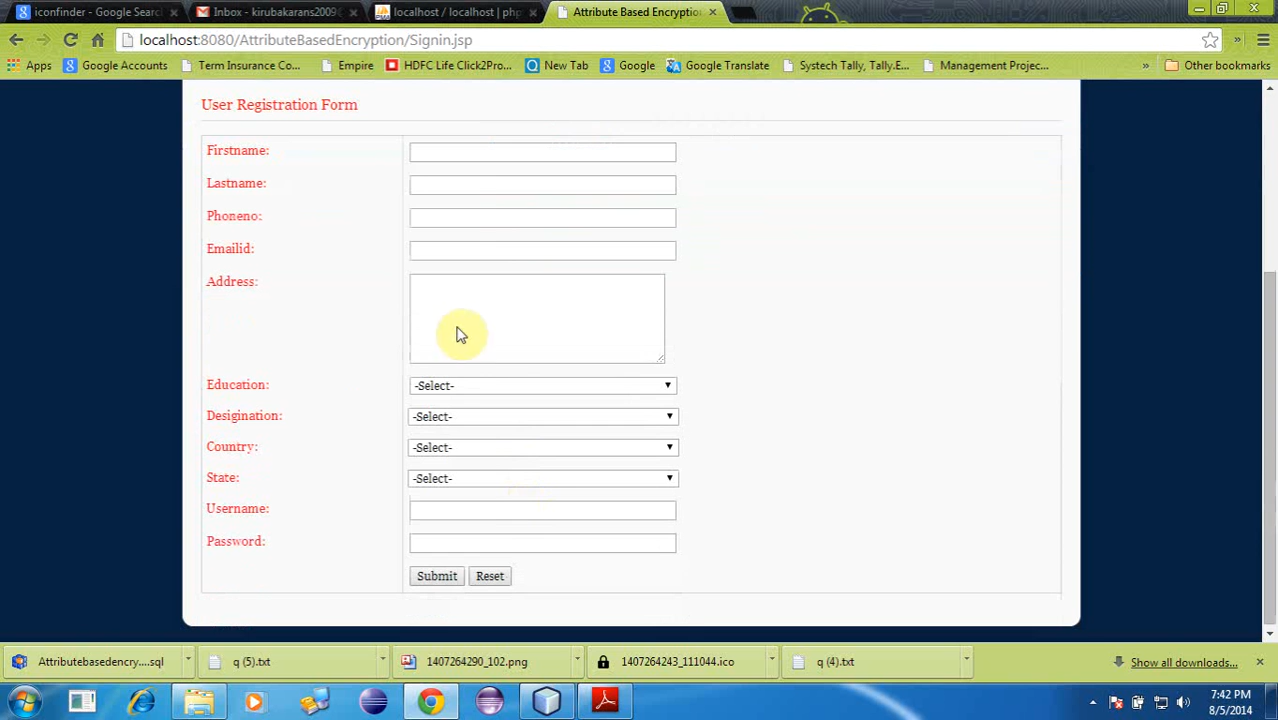 iconfinder - Google Searc
Inbox - kirubakarans2009
localhost / localhost | php
Attribute Based Encryptio
localhost:8080/AttributeBasedEncryption/Signin.jsp
Apps
Google Accounts
Term Insurance Co...
Empire
HDFC Life Click2Pro...
New Tab
Google
Google Translate
Systech Tally, Tally.E...
Management Projec...
»
Other bookmarks
User Registration Form
Firstname:
Lastname:
Phoneno:
Emailid:
Address:
Education: -Select-
Desigination: -Select-
Country: -Select-
State: -Select-
Username:
Password:
Submit Reset
Attributebasedencry....sql
q (5).txt
1407264290_102.png
1407264243_111044.ico
q (4).txt
Show all downloads...
7:42 PM
8/5/2014